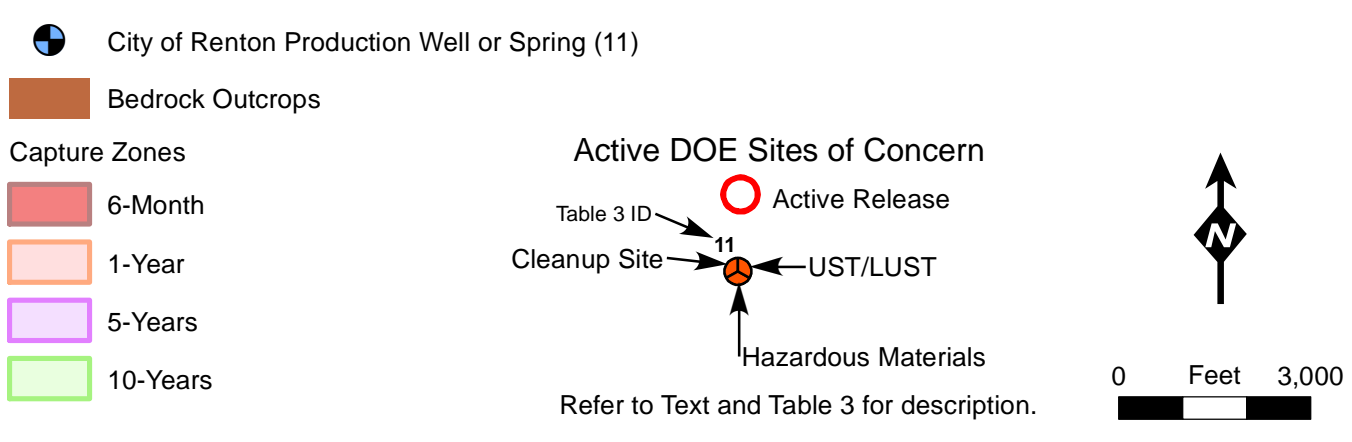 City of Renton Production Well or Spring (11)
Bedrock Outcrops
Capture Zones
6-Month
1-Year
5-Years
10-Years
Active DOE Sites of Concern
Active Release
Table 3 ID
11
Cleanup Site
UST/LUST
Hazardous Materials
Refer to Text and Table 3 for description.
N
0 Feet 3,000